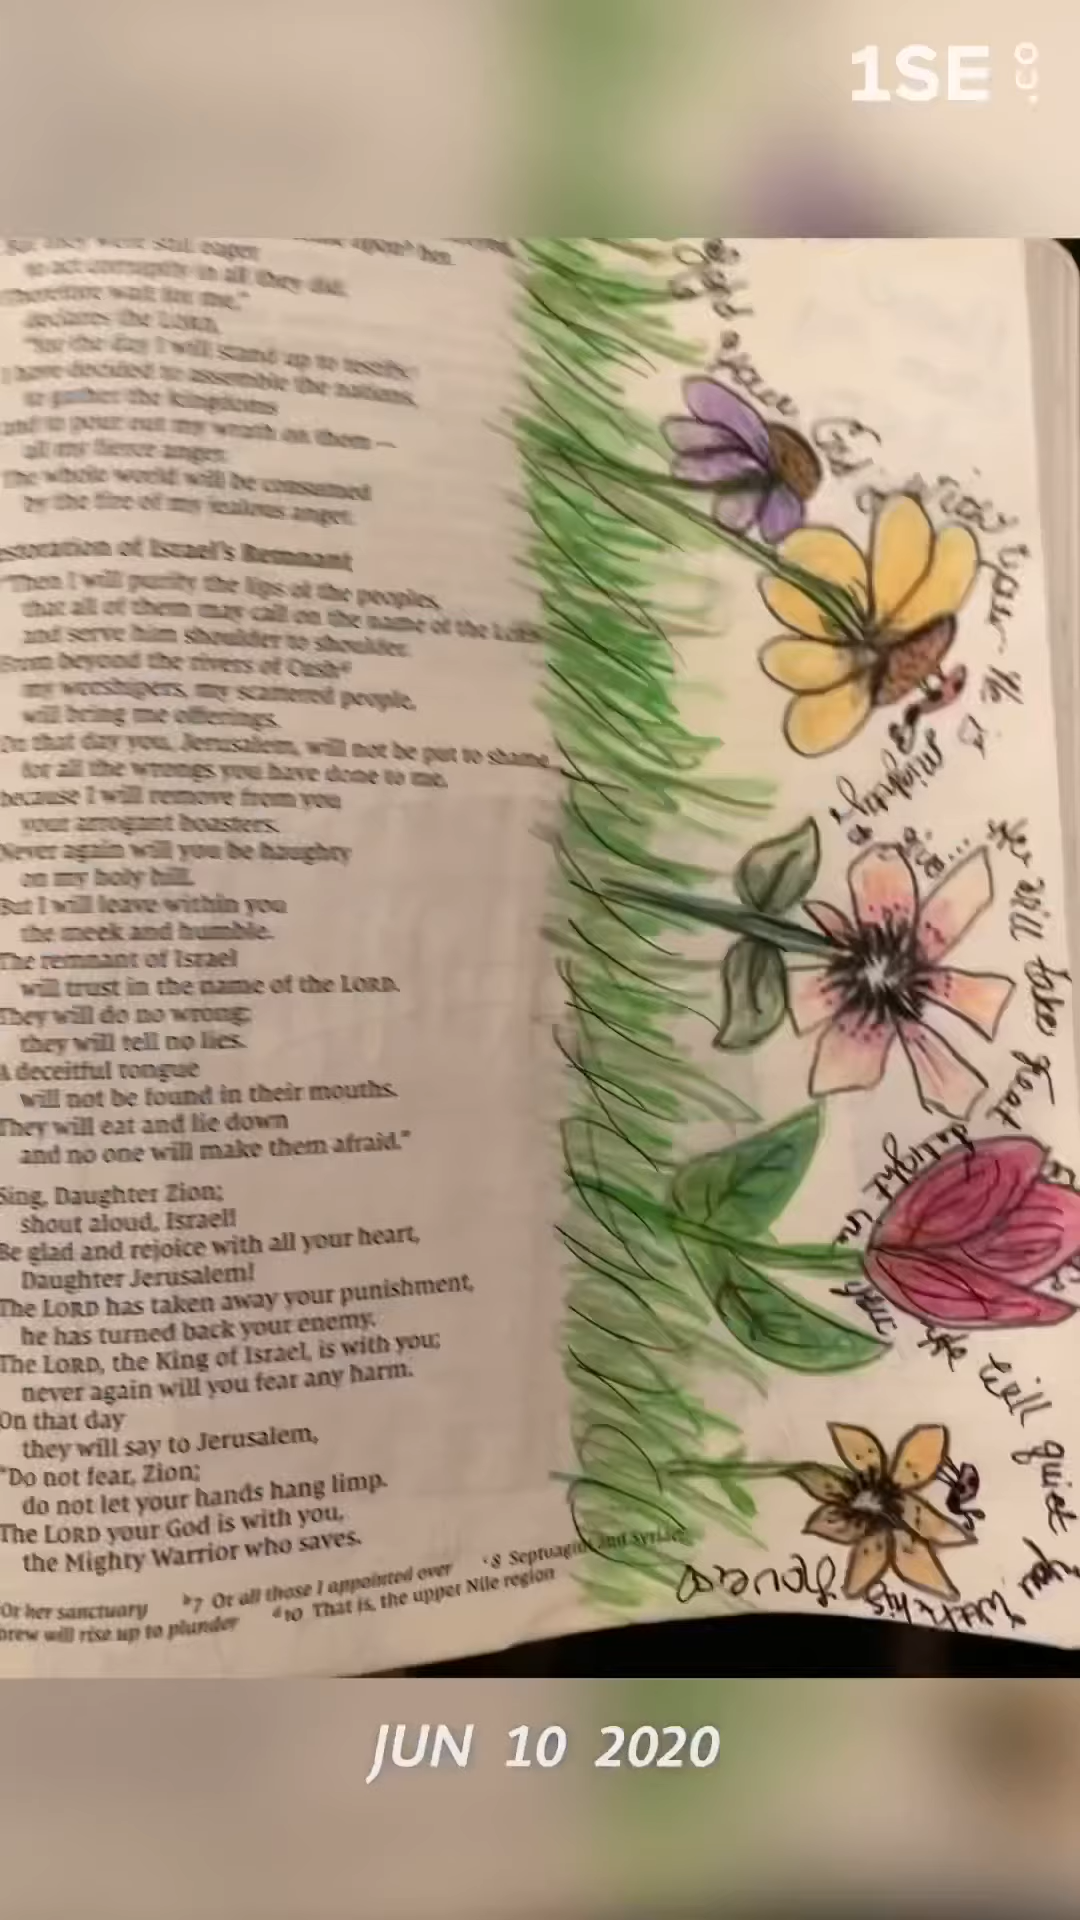 1SE
.co
to act corruptly in all they did.
Therefore wait for me,"
declares the LORD,
"for the day I will stand up to testify.
I have decided to assemble the nations,
to gather the kingdoms
and to pour out my wrath on them —
all my fierce anger.
The whole world will be consumed
by the fire of my jealous anger.
estoration of Israel's Remnant
"Then I will purify the lips of the peoples,
that all of them may call on the name of the LORD
and serve him shoulder to shoulder.
From beyond the rivers of Cush
my worshipers, my scattered people,
will bring me offerings.
On that day you, Jerusalem, will not be put to shame
for all the wrongs you have done to me,
because I will remove from you
your arrogant boasters.
Never again will you be haughty
on my holy hill.
But I will leave within you
the meek and humble.
The remnant of Israel
will trust in the name of the LORD.
They will do no wrong;
they will tell no lies.
A deceitful tongue
will not be found in their mouths.
They will eat and lie down
and no one will make them afraid."
Sing, Daughter Zion;
shout aloud, Israel!
Be glad and rejoice with all your heart,
Daughter Jerusalem!
The LORD has taken away your punishment,
he has turned back your enemy.
The LORD, the King of Israel, is with you;
never again will you fear any harm.
On that day
they will say to Jerusalem,
"Do not fear, Zion;
do not let your hands hang limp.
The LORD your God is with you,
the Mighty Warrior who saves.
b7 Or all those I appointed over c8 Septuagint and Syriac
Or her sanctuary
d10 That is, the upper Nile region
brew will rise up to plunder
your God is with you He is
mighty to
He will take great
delight in
you
He will quiet
you with his
JUN 10 2020